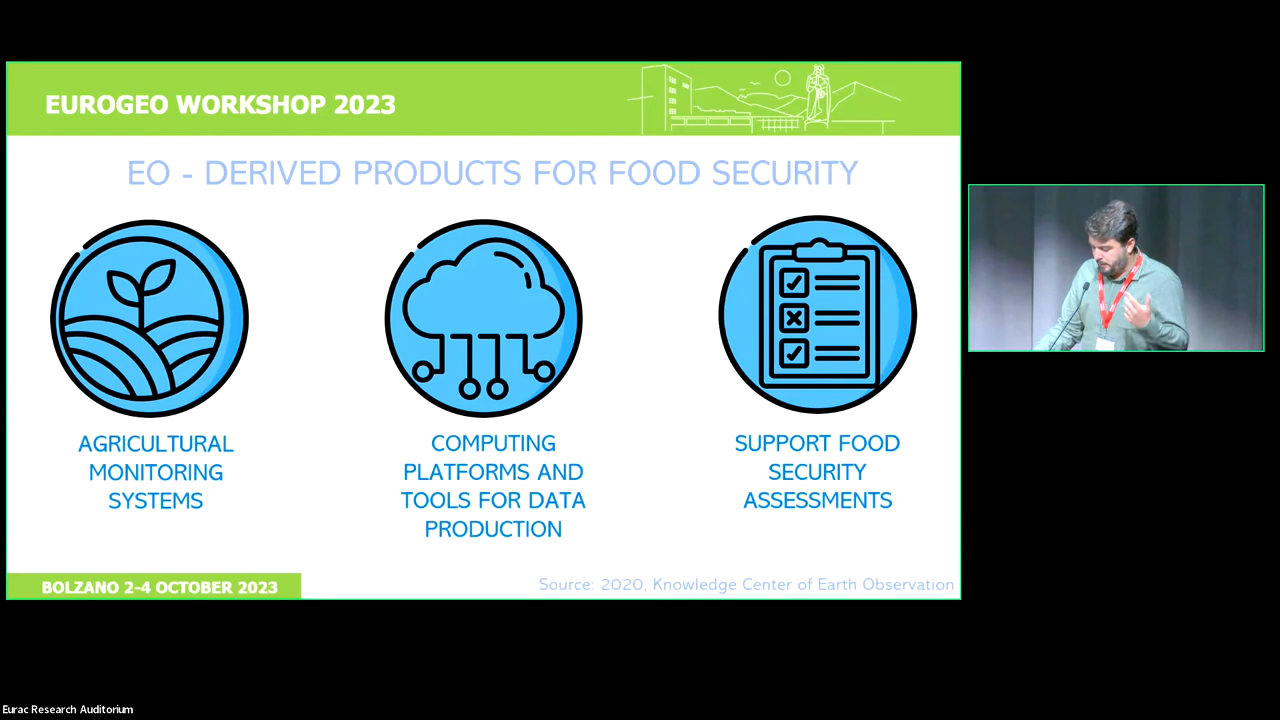 EUROGEO WORKSHOP 2023
EO - DERIVED PRODUCTS FOR FOOD SECURITY
AGRICULTURAL
MONITORING
SYSTEMS
COMPUTING
PLATFORMS AND
TOOLS FOR DATA
PRODUCTION
SUPPORT FOOD
SECURITY
ASSESSMENTS
BOLZANO 2-4 OCTOBER 2023
Source: 2020, Knowledge Center of Earth Observation
Eurac Research Auditorium